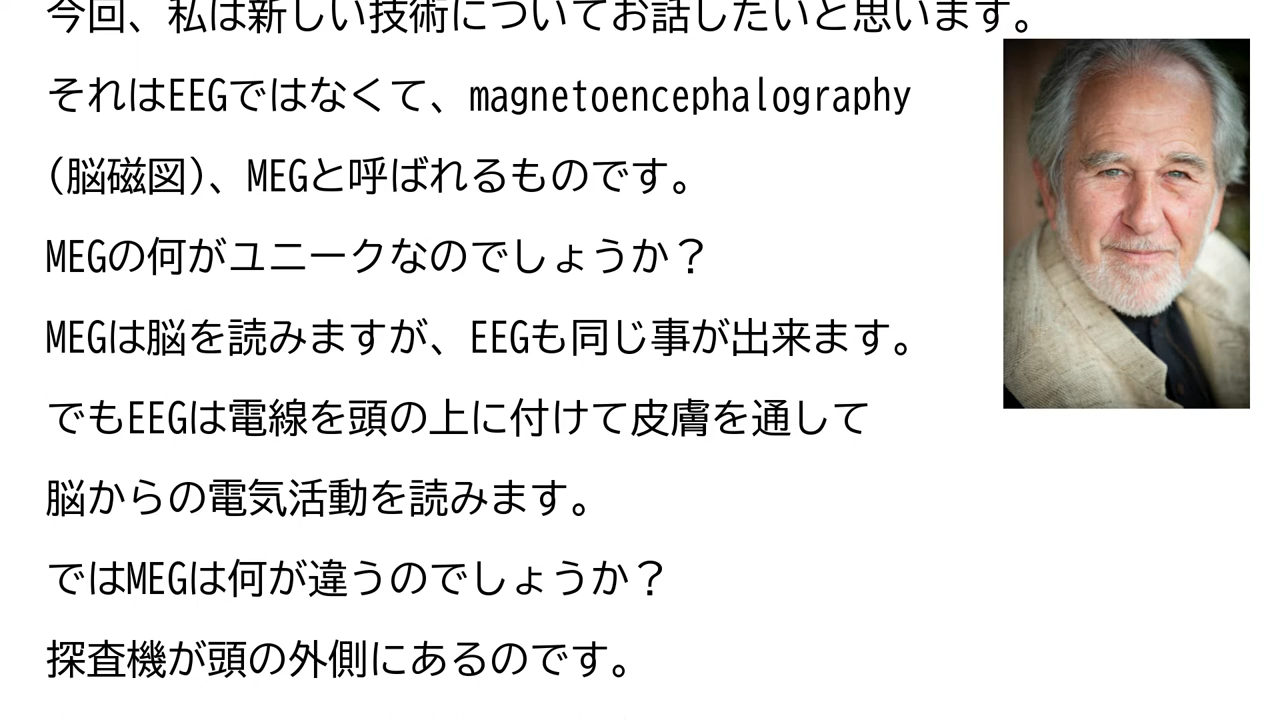 今回、私は新しい技術についてお話したいと思います。
それはEEGではなくて、magnetoencephalography
(脳磁図)、MEGと呼ばれるものです。
MEGの何がユニークなのでしょうか？
MEGは脳を読みますが、EEGも同じ事が出来ます。
でもEEGは電線を頭の上に付けて皮膚を通して
脳からの電気活動を読みます。
ではMEGは何が違うのでしょうか？
探査機が頭の外側にあるのです。